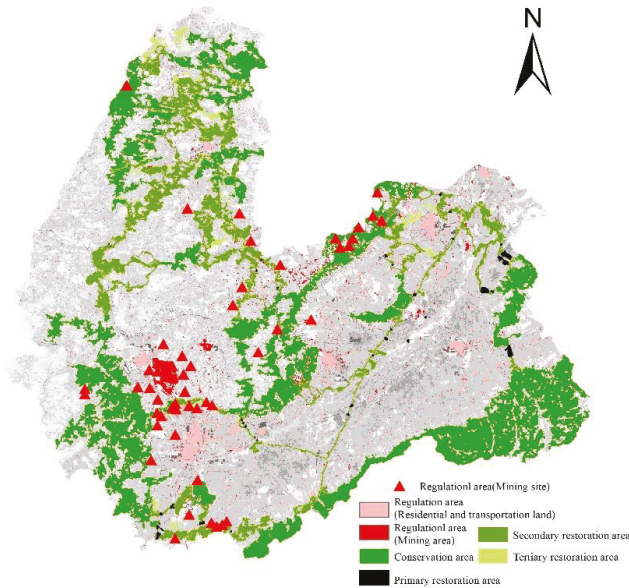 N
Regulationl area(Mining site)
Regulation area
(Residential and transportation land)
Regulationl area
(Mining area)
Secondary restoration area
Conservation area
Tertiary restoration area
Primary restoration area